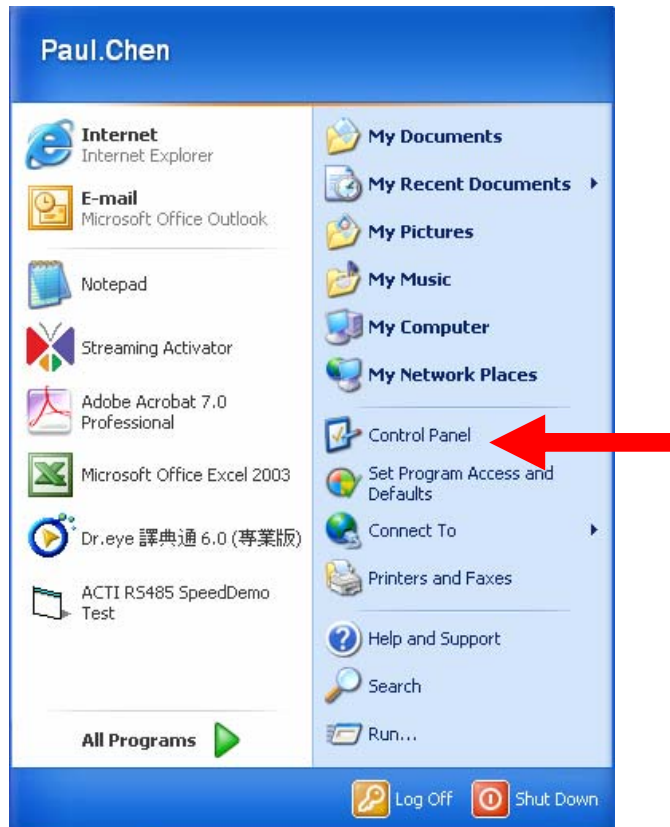 Paul.Chen
Internet
Internet Explorer
E-mail
Microsoft Office Outlook
Notepad
Streaming Activator
Adobe Acrobat 7.0
Professional
Microsoft Office Excel 2003
Dr.eye 譯典通 6.0 (專業版)
ACTI RS485 SpeedDemo
Test
All Programs
My Documents
My Recent Documents
My Pictures
My Music
My Computer
My Network Places
Control Panel
Set Program Access and
Defaults
Connect To
Printers and Faxes
Help and Support
Search
Run...
Log Off
Shut Down